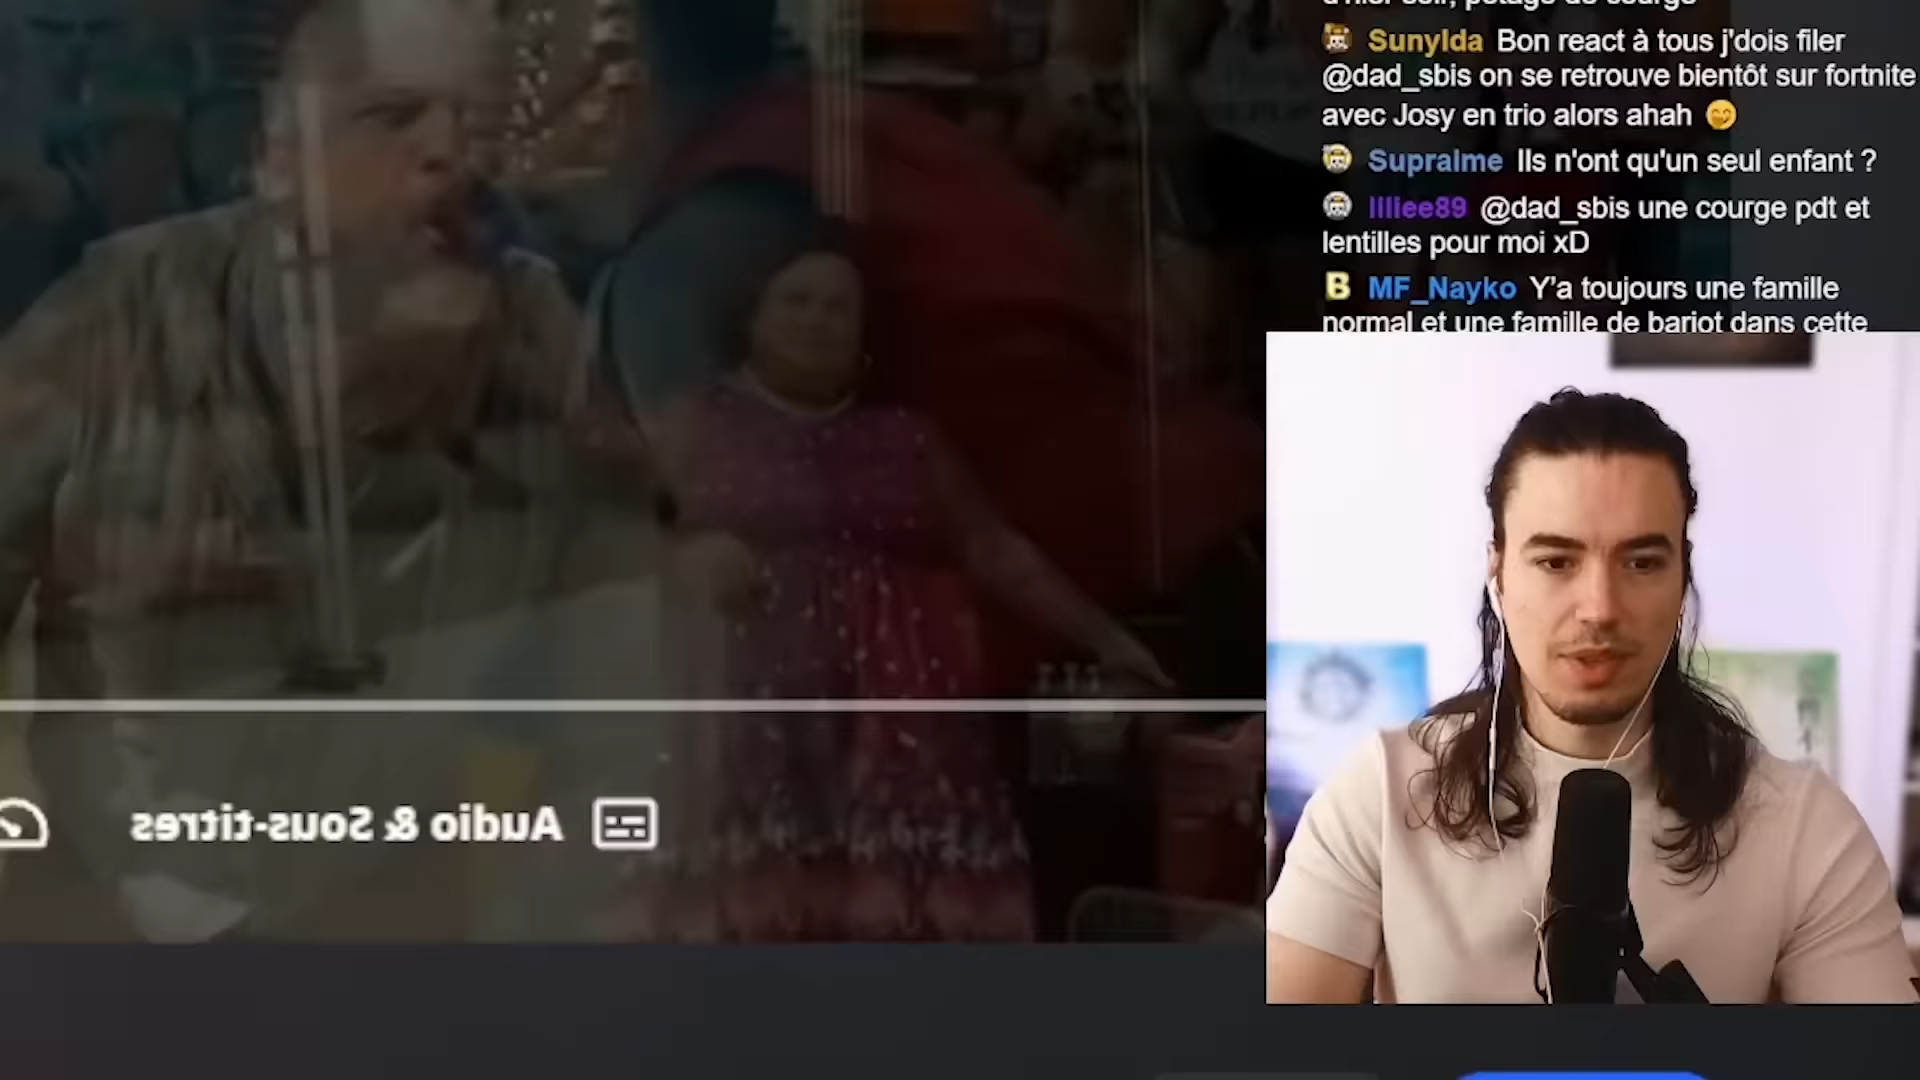 Sunylda Bon react à tous j'dois filer
@dad_sbis on se retrouve bientôt sur fortnite
avec Josy en trio alors ahah
Supraime Ils n'ont qu'un seul enfant ?
Illiee89 @dad_sbis une courge pdt et
lentilles pour moi xD
B MF_Nayko Y'a toujours une famille
normal et une famille de bariot dans cette
Audio & Sous-titres